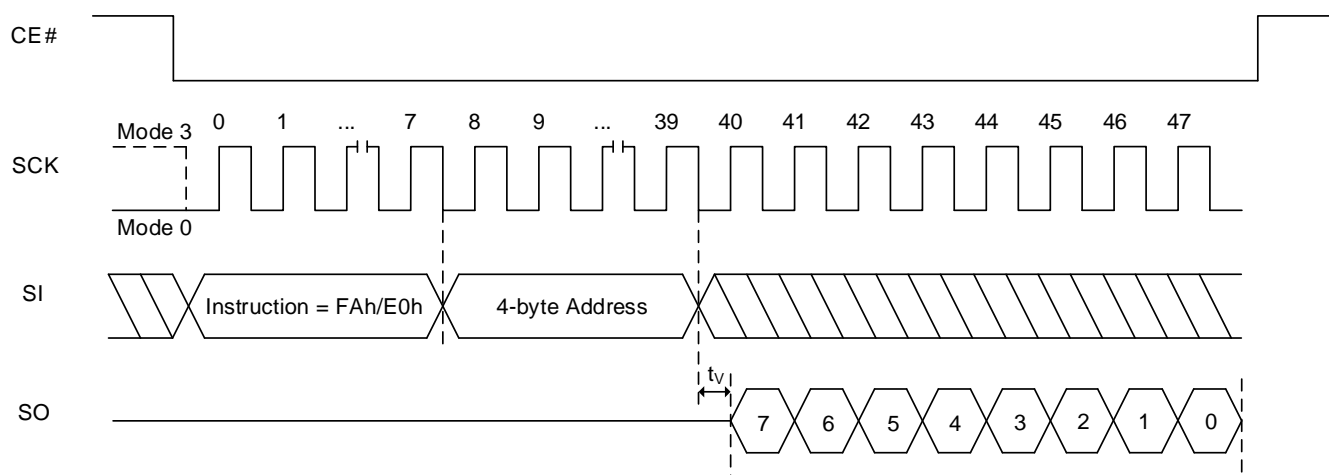 CE#
0 1 ... 7 8 9 ... 39 40 41 42 43 44 45 46 47
Mode 3
SCK
Mode 0
SI
Instruction = FAh/E0h
4-byte Address
tV
SO
7 6 5 4 3 2 1 0